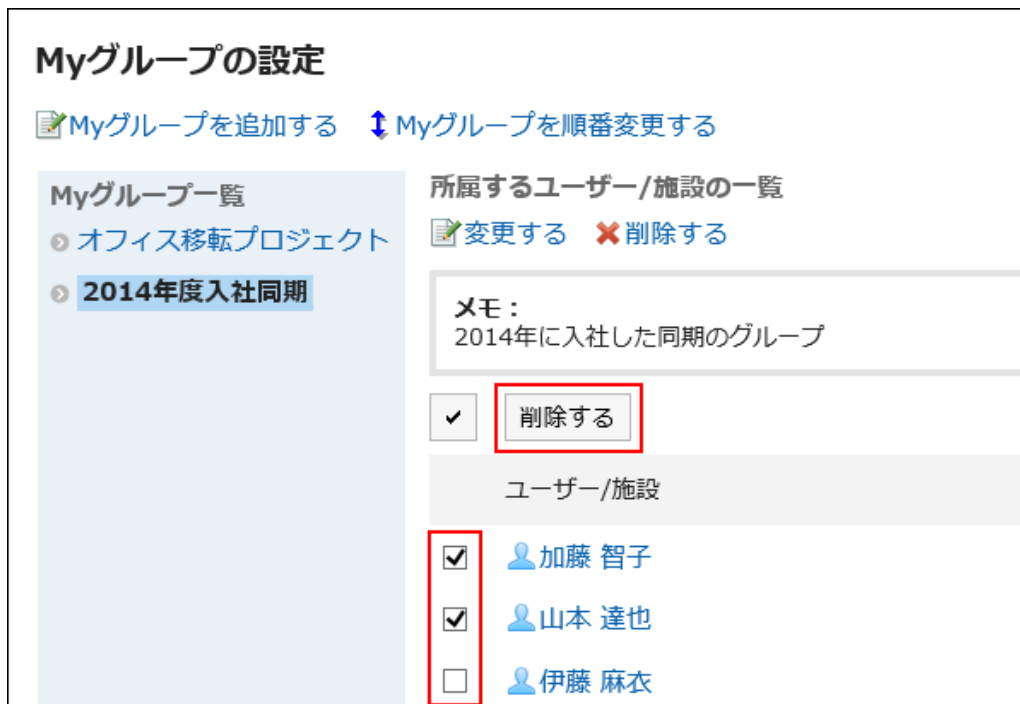 Myグループの設定
Myグループを追加する Myグループを順番変更する
Myグループ一覧
オフィス移転プロジェクト
2014年度入社同期
所属するユーザー/施設の一覧
変更する 削除する
メモ：
2014年に入社した同期のグループ
削除する
ユーザー/施設
加藤 智子
山本 達也
伊藤 麻衣